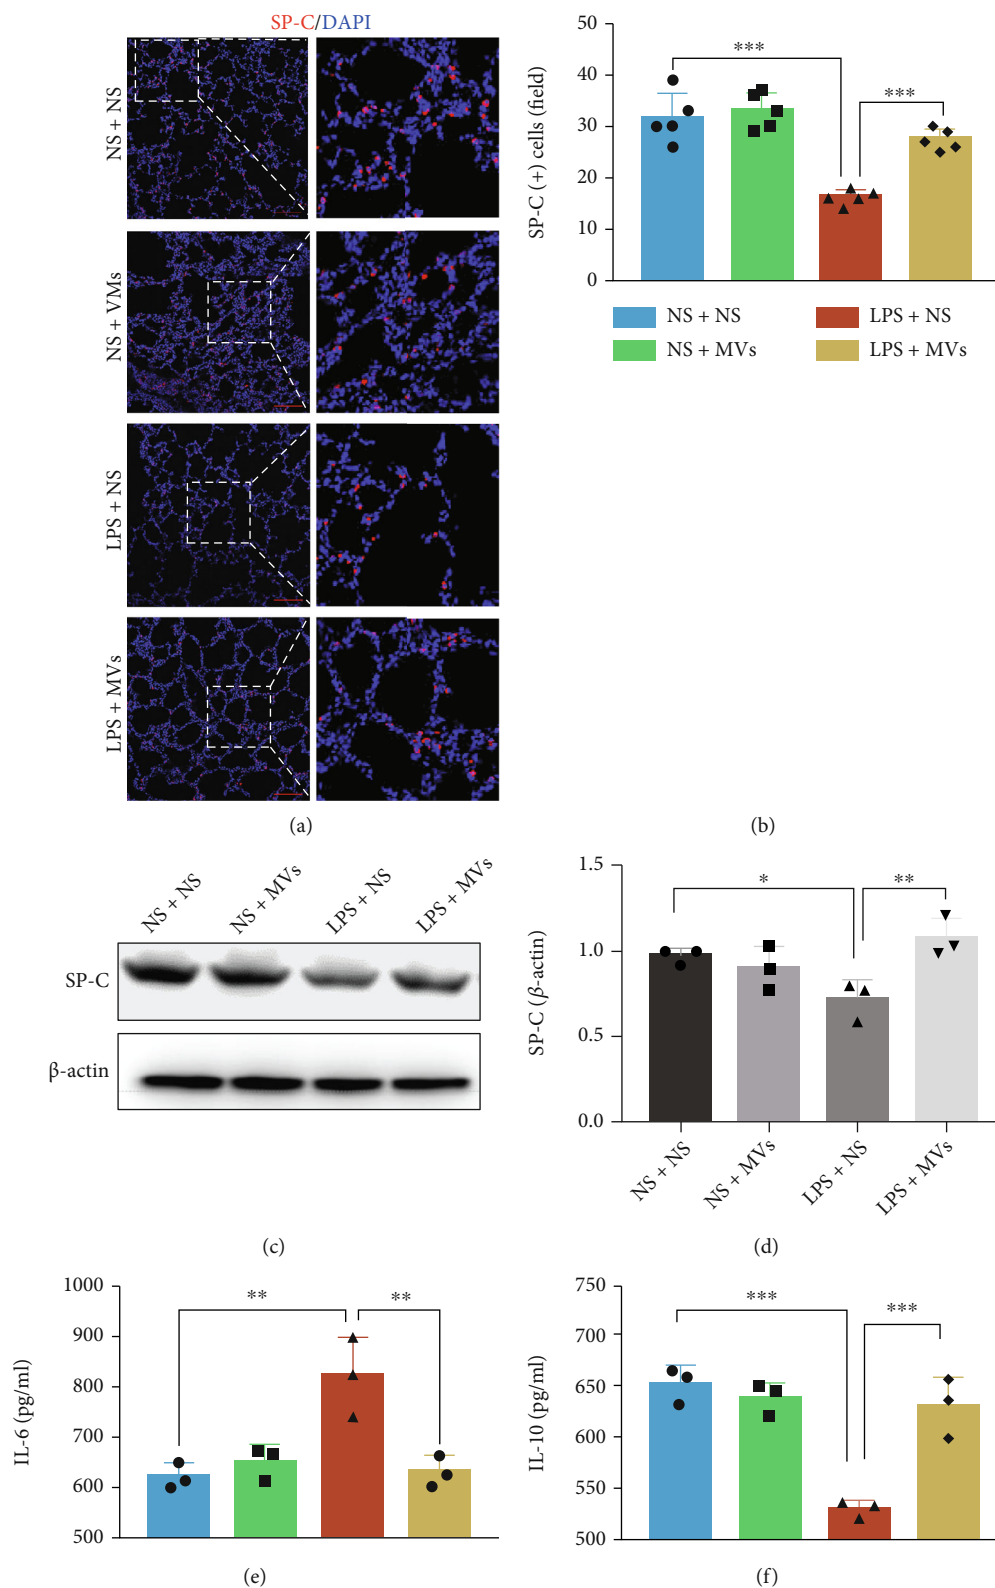 SP-C/DAPI
NS + NS
NS + VMs
LPS + NS
LPS + MVs
(a)
50
40
30
20
10
0
SP-C (+) cells (field)
***
***
NS + NS
LPS + NS
NS + MVs
LPS + MVs
(b)
NS + NS
NS + MVs
LPS + NS
LPS + MVs
SP-C
β-actin
(c)
1.5
1.0
0.5
0.0
SP-C (β-actin)
*
**
NS + NS
NS + MVs
LPS + NS
LPS + MVs
(d)
1000
900
800
700
600
500
IL-6 (pg/ml)
**
**
(e)
750
700
650
600
550
500
IL-10 (pg/ml)
***
***
(f)